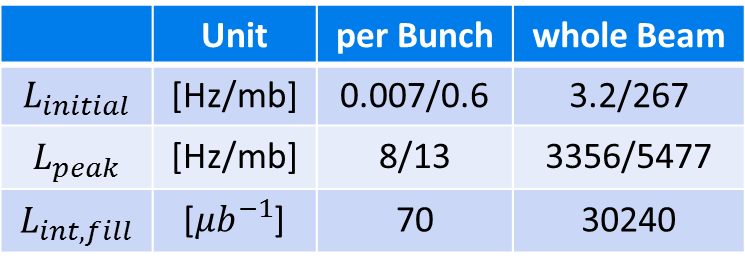 Unit per Bunch whole Beam
L_initial [Hz/mb] 0.007/0.6 3.2/267
L_peak [Hz/mb] 8/13 3356/5477
L_int,fill [μb⁻¹] 70 30240